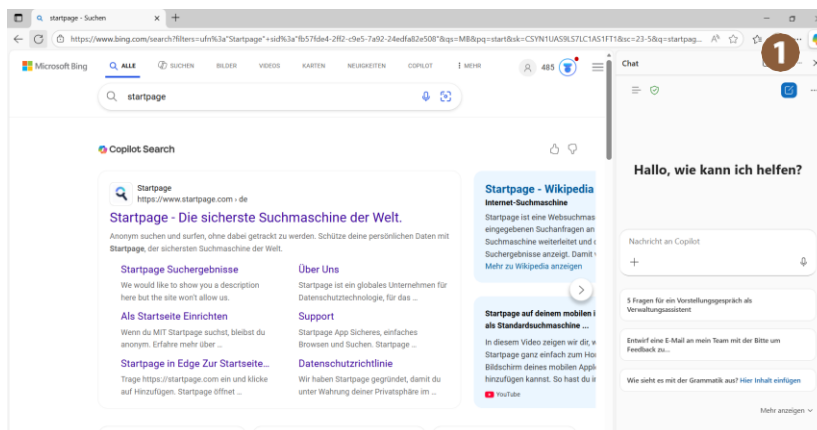 startpage - Suchen
https://www.bing.com/search?filters=ufn%3a"Startpage"+sid%3a"fb57fde4-2ff2-c9e5-7a92-24edfa82e508"&qs=MB&pq=start&sk=CSYN1UAS9LS7LC1AS1FT1&sc=23-5&q=startpag...
1
Microsoft Bing
ALLE
SUCHEN
BILDER
VIDEOS
KARTEN
NEUIGKEITEN
COPILOT
MEHR
485
startpage
Copilot Search
Startpage
https://www.startpage.com › de
Startpage - Die sicherste Suchmaschine der Welt.
Anonym suchen und surfen, ohne dabei getrackt zu werden. Schütze deine persönlichen Daten mit
Startpage, der sichersten Suchmaschine der Welt.
Startpage Suchergebnisse
We would like to show you a description
here but the site won't allow us.
Als Startseite Einrichten
Wenn du MIT Startpage suchst, bleibst du
anonym. Erfahre mehr über ...
Startpage in Edge Zur Startseite...
Trage https://startpage.com ein und klicke
auf Hinzufügen. Startpage öffnet ...
Über Uns
Startpage ist ein globales Unternehmen für
Datenschutztechnologie, für das ...
Support
Startpage App Sicheres, einfaches
Browsen und Suchen. Startpage ...
Datenschutzrichtlinie
Wir haben Startpage gegründet, damit du
unter Wahrung deiner Privatsphäre im ...
Startpage - Wikipedia
Internet-Suchmaschine
Startpage ist eine Websuchmas
eingegebenen Suchanfragen an
Suchmaschine weiterleitet und d
Suchergebnisse anzeigt. Damit
Mehr zu Wikipedia anzeigen
Startpage auf deinem mobilen i
als Standardsuchmaschine ...
In diesem Video zeigen wir dir, w
Startpage ganz einfach zum Ho
Bildschirm deines mobilen Apple
hinzufügen kannst. So hast du i
YouTube
Chat
Hallo, wie kann ich helfen?
Nachricht an Copilot
5 Fragen für ein Vorstellungsgespräch als
Verwaltungsassistent
Entwirf eine E-Mail an mein Team mit der Bitte um
Feedback zu...
Wie sieht es mit der Grammatik aus? Hier Inhalt einfügen
Mehr anzeigen